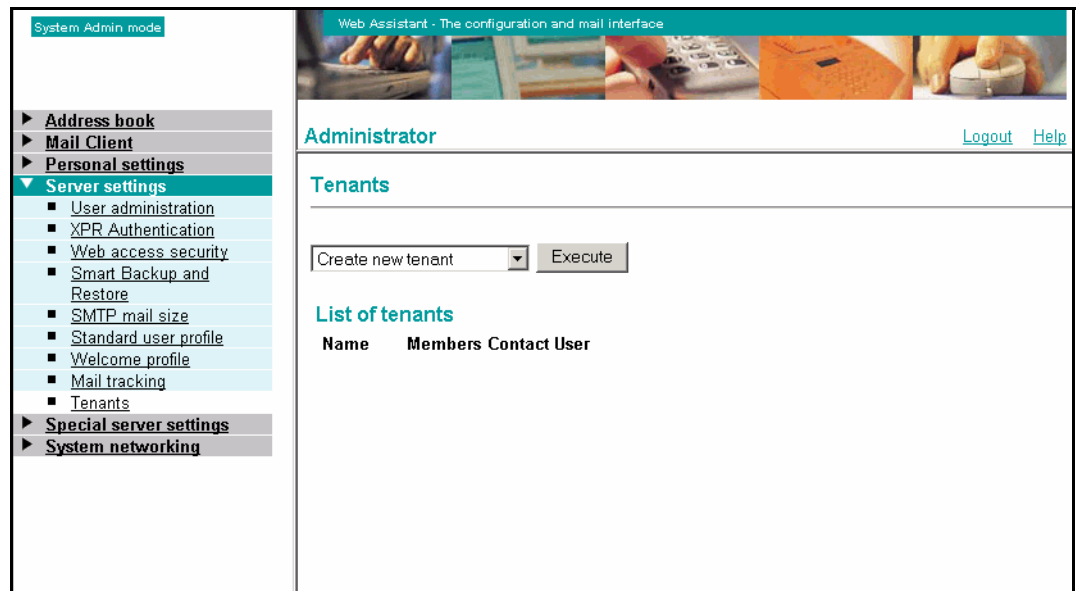 System Admin mode
Web Assistant - The configuration and mail interface
Address book
Mail Client
Personal settings
Server settings
User administration
XPR Authentication
Web access security
Smart Backup and
Restore
SMTP mail size
Standard user profile
Welcome profile
Mail tracking
Tenants
Special server settings
System networking
Administrator
Logout Help
Tenants
Create new tenant Execute
List of tenants
Name Members Contact User